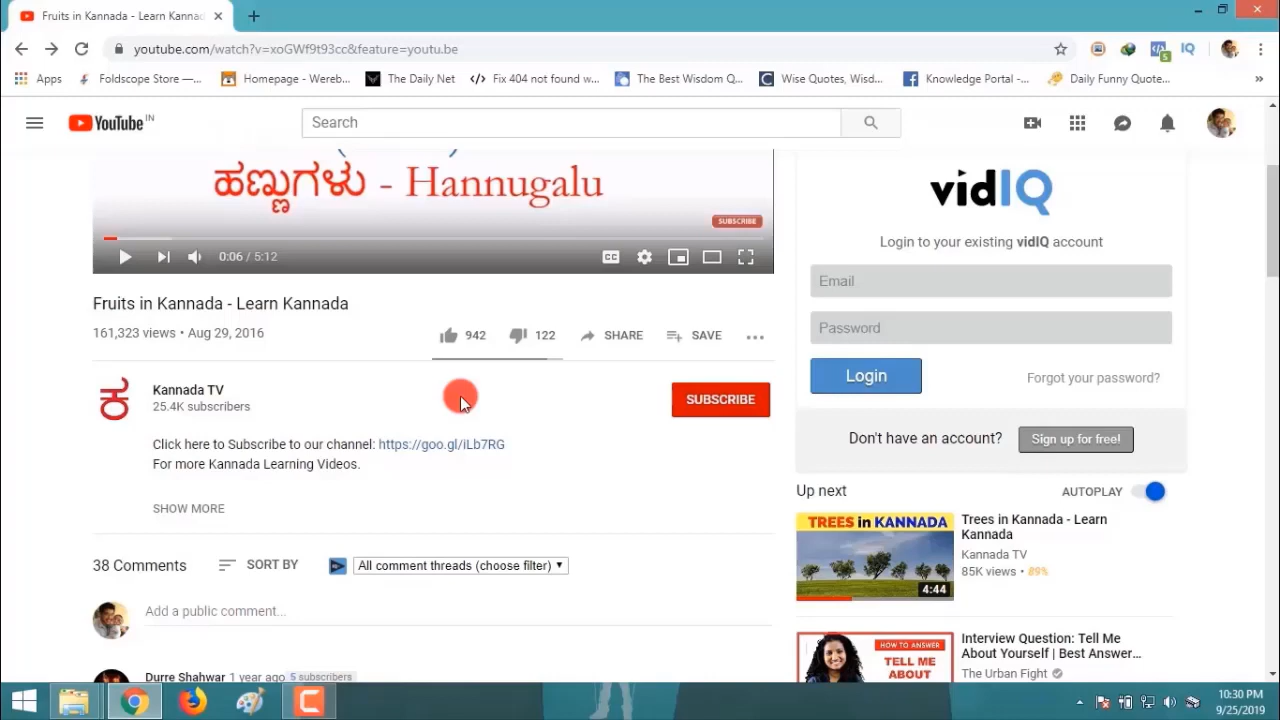 Fruits in Kannada - Learn Kannad
youtube.com/watch?v=xoGWf9t93cc&feature=youtu.be
Apps
Foldscope Store —...
Homepage - Wereb...
The Daily Net
Fix 404 not found w...
The Best Wisdom Q...
Wise Quotes, Wisd...
Knowledge Portal -...
Daily Funny Quote...
»
5
IQ
YouTube IN
Search
ಹಣ್ಣುಗಳು - Hannugalu
SUBSCRIBE
0:06 / 5:12
CC
Fruits in Kannada - Learn Kannada
161,323 views • Aug 29, 2016
942
122
SHARE
SAVE
...
ಕ
Kannada TV
25.4K subscribers
SUBSCRIBE
Click here to Subscribe to our channel: https://goo.gl/iLb7RG
For more Kannada Learning Videos.
SHOW MORE
38 Comments
SORT BY
All comment threads (choose filter)
Add a public comment...
Durre Shahwar 1 year ago 5 subscribers
vidIQ
Login to your existing vidIQ account
Email
Password
Login
Forgot your password?
Don't have an account?
Sign up for free!
Up next
AUTOPLAY
TREES in KANNADA
4:44
Trees in Kannada - Learn
Kannada
Kannada TV
85K views • 89%
HOW TO ANSWER
TELL ME
ABOUT
Interview Question: Tell Me
About Yourself | Best Answer...
The Urban Fight
10:30 PM
9/25/2019